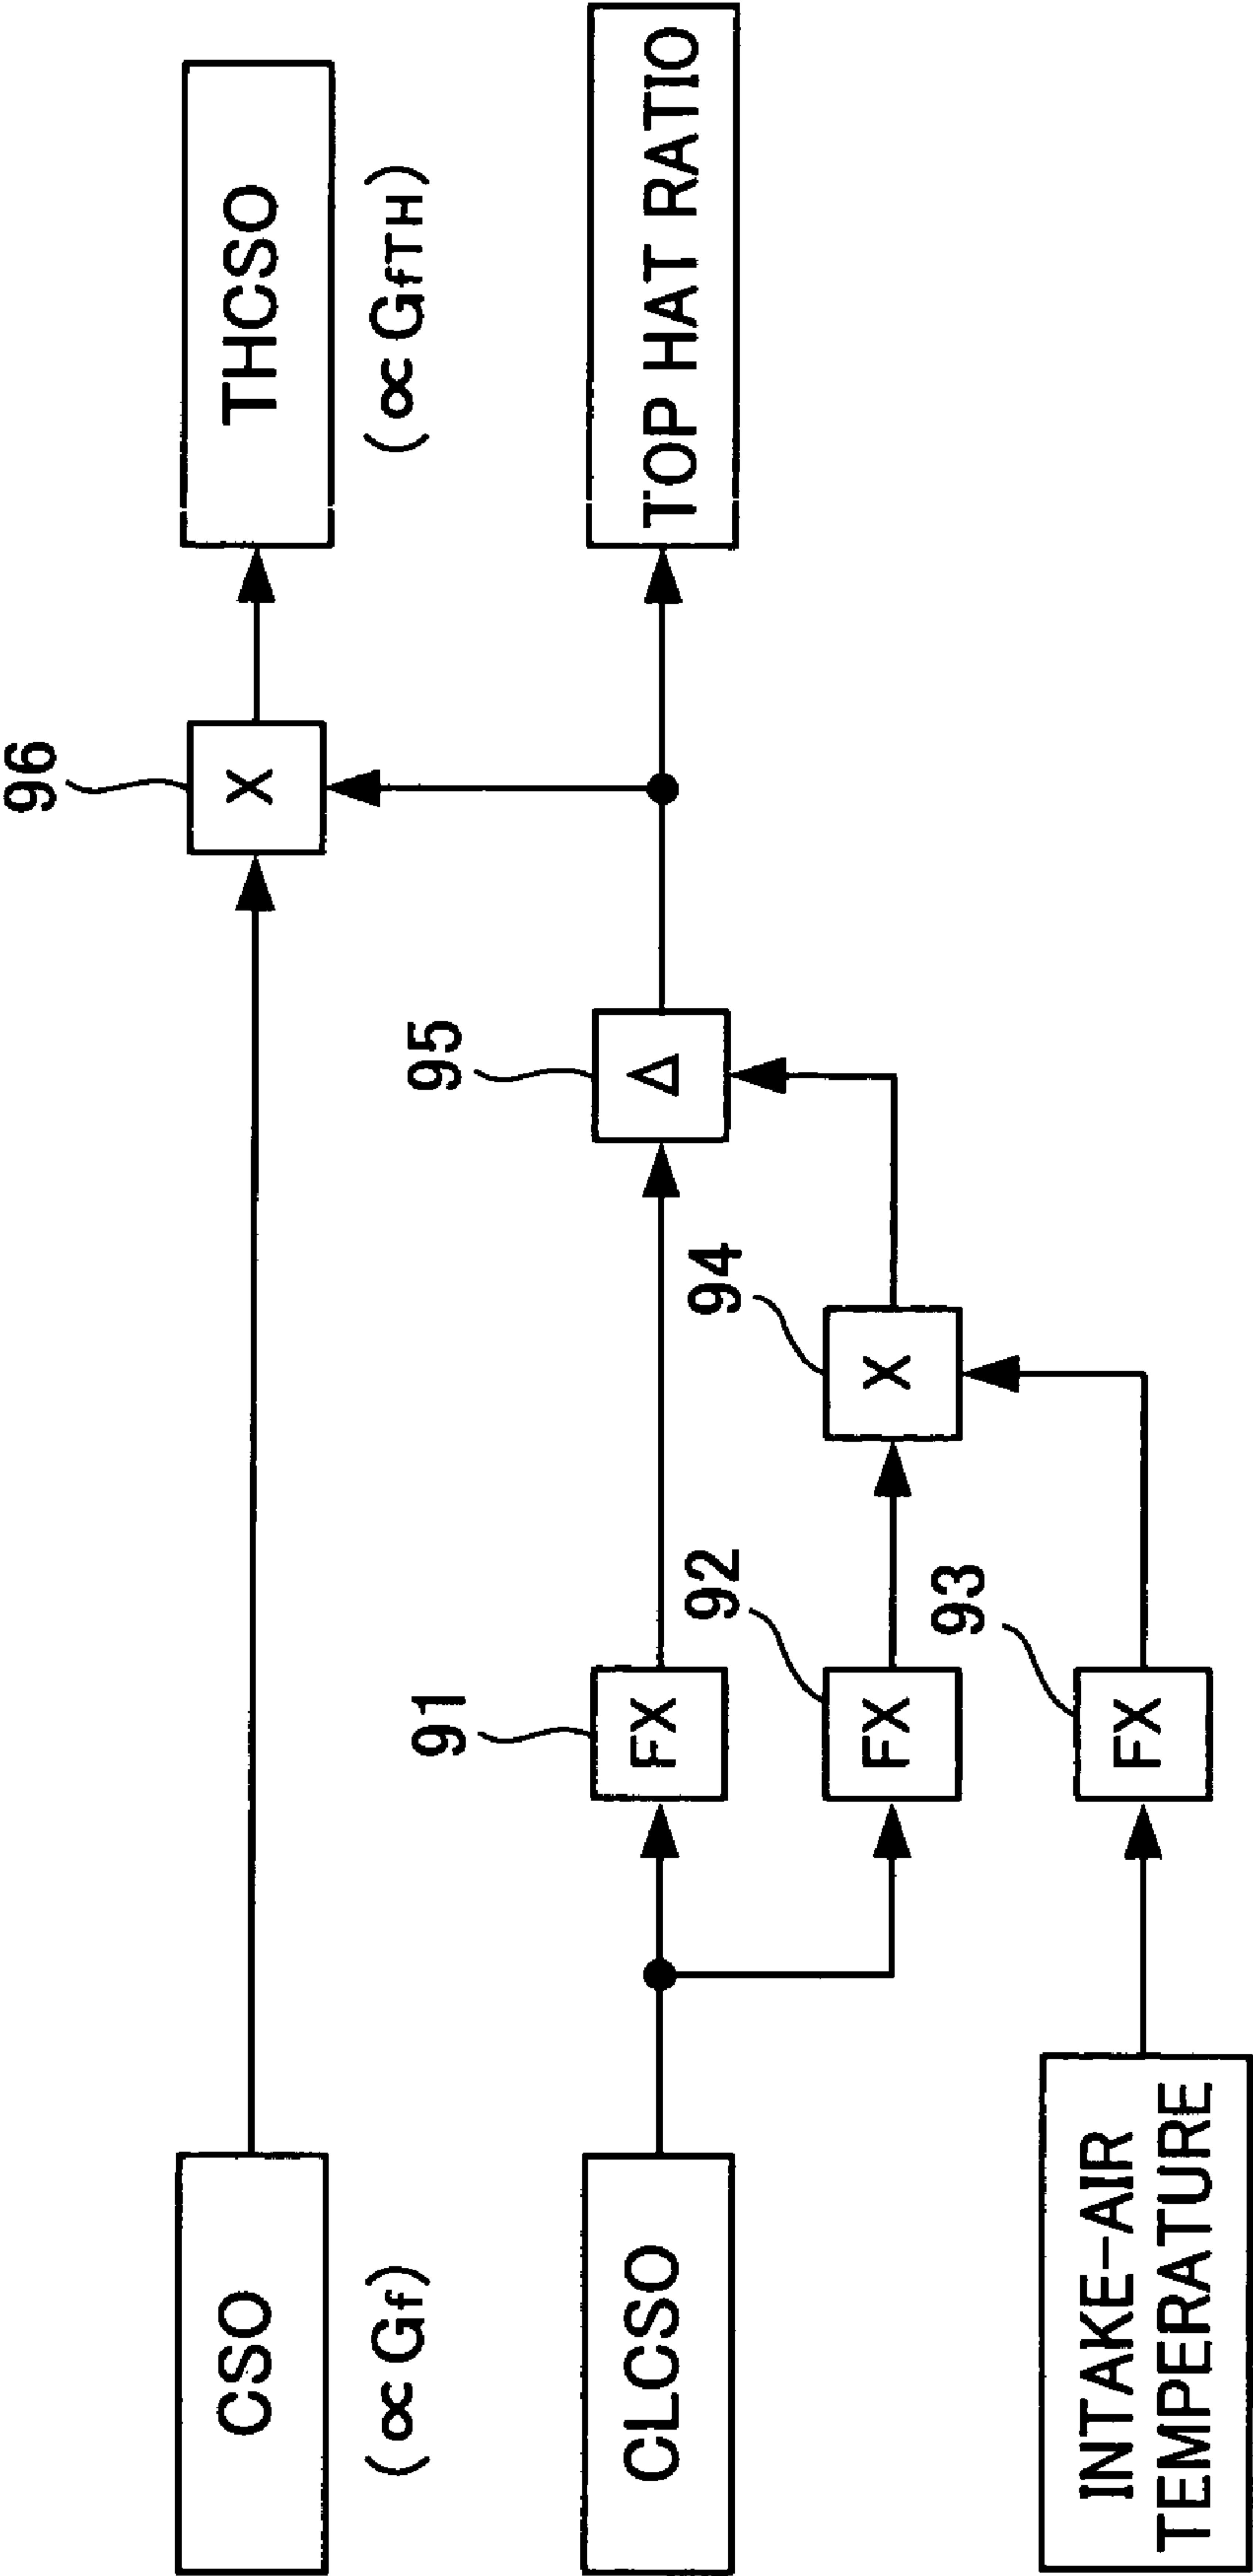 CSO
(∝ Gf)
96
X
THCSO
(∝ GfTH)
CLCSO
91
FX
95
Δ
TOP HAT RATIO
92
FX
94
X
INTAKE-AIR
TEMPERATURE
93
FX